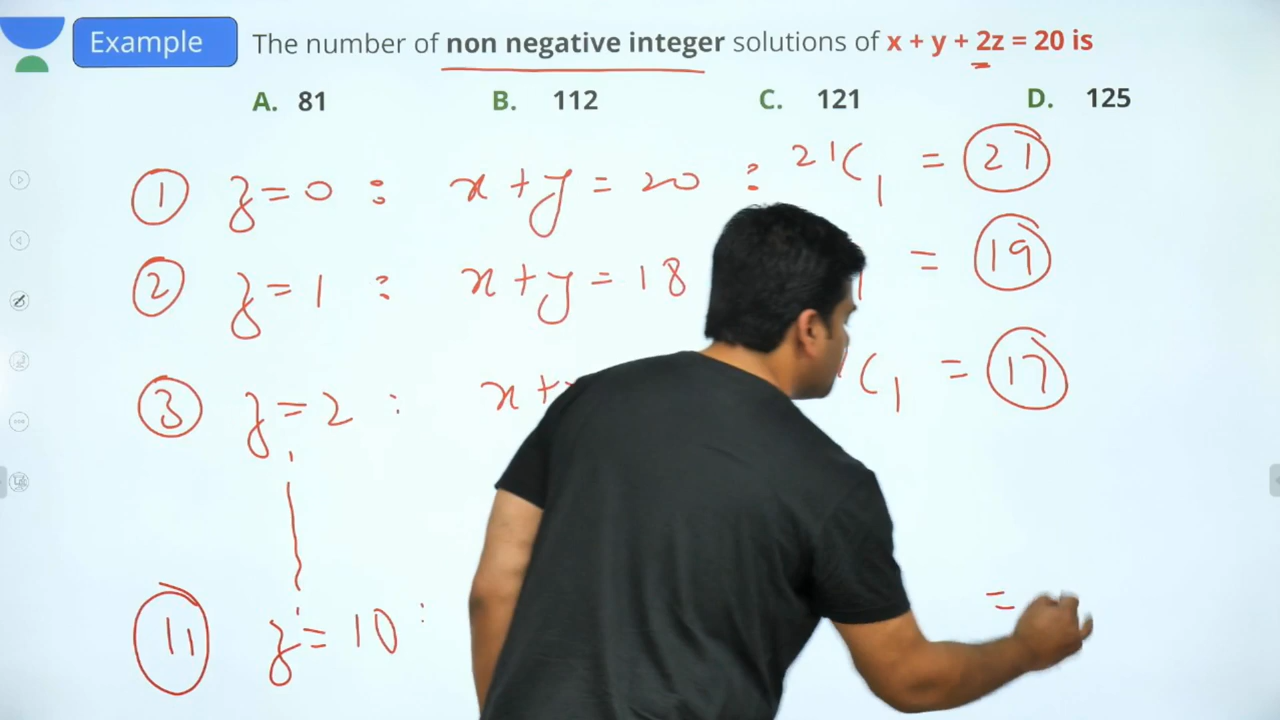 Example The number of non negative integer solutions of x + y + 2z = 20 is
A. 81 B. 112 C. 121 D. 125
① z = 0 : x + y = 20 : ²¹C₁ = 21
② z = 1 : x + y = 18 = 19
③ z = 2 : x + C₁ = 17
⑪ z = 10 : =